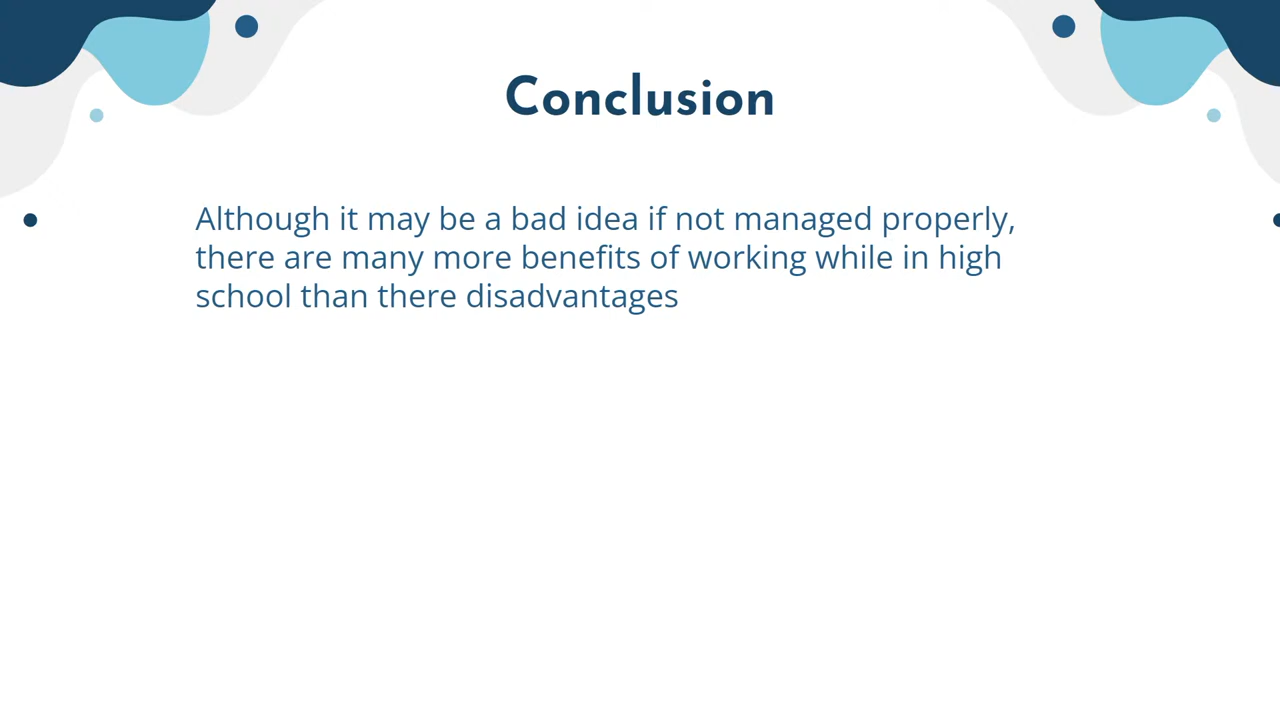 Conclusion
Although it may be a bad idea if not managed properly,
there are many more benefits of working while in high
school than there disadvantages